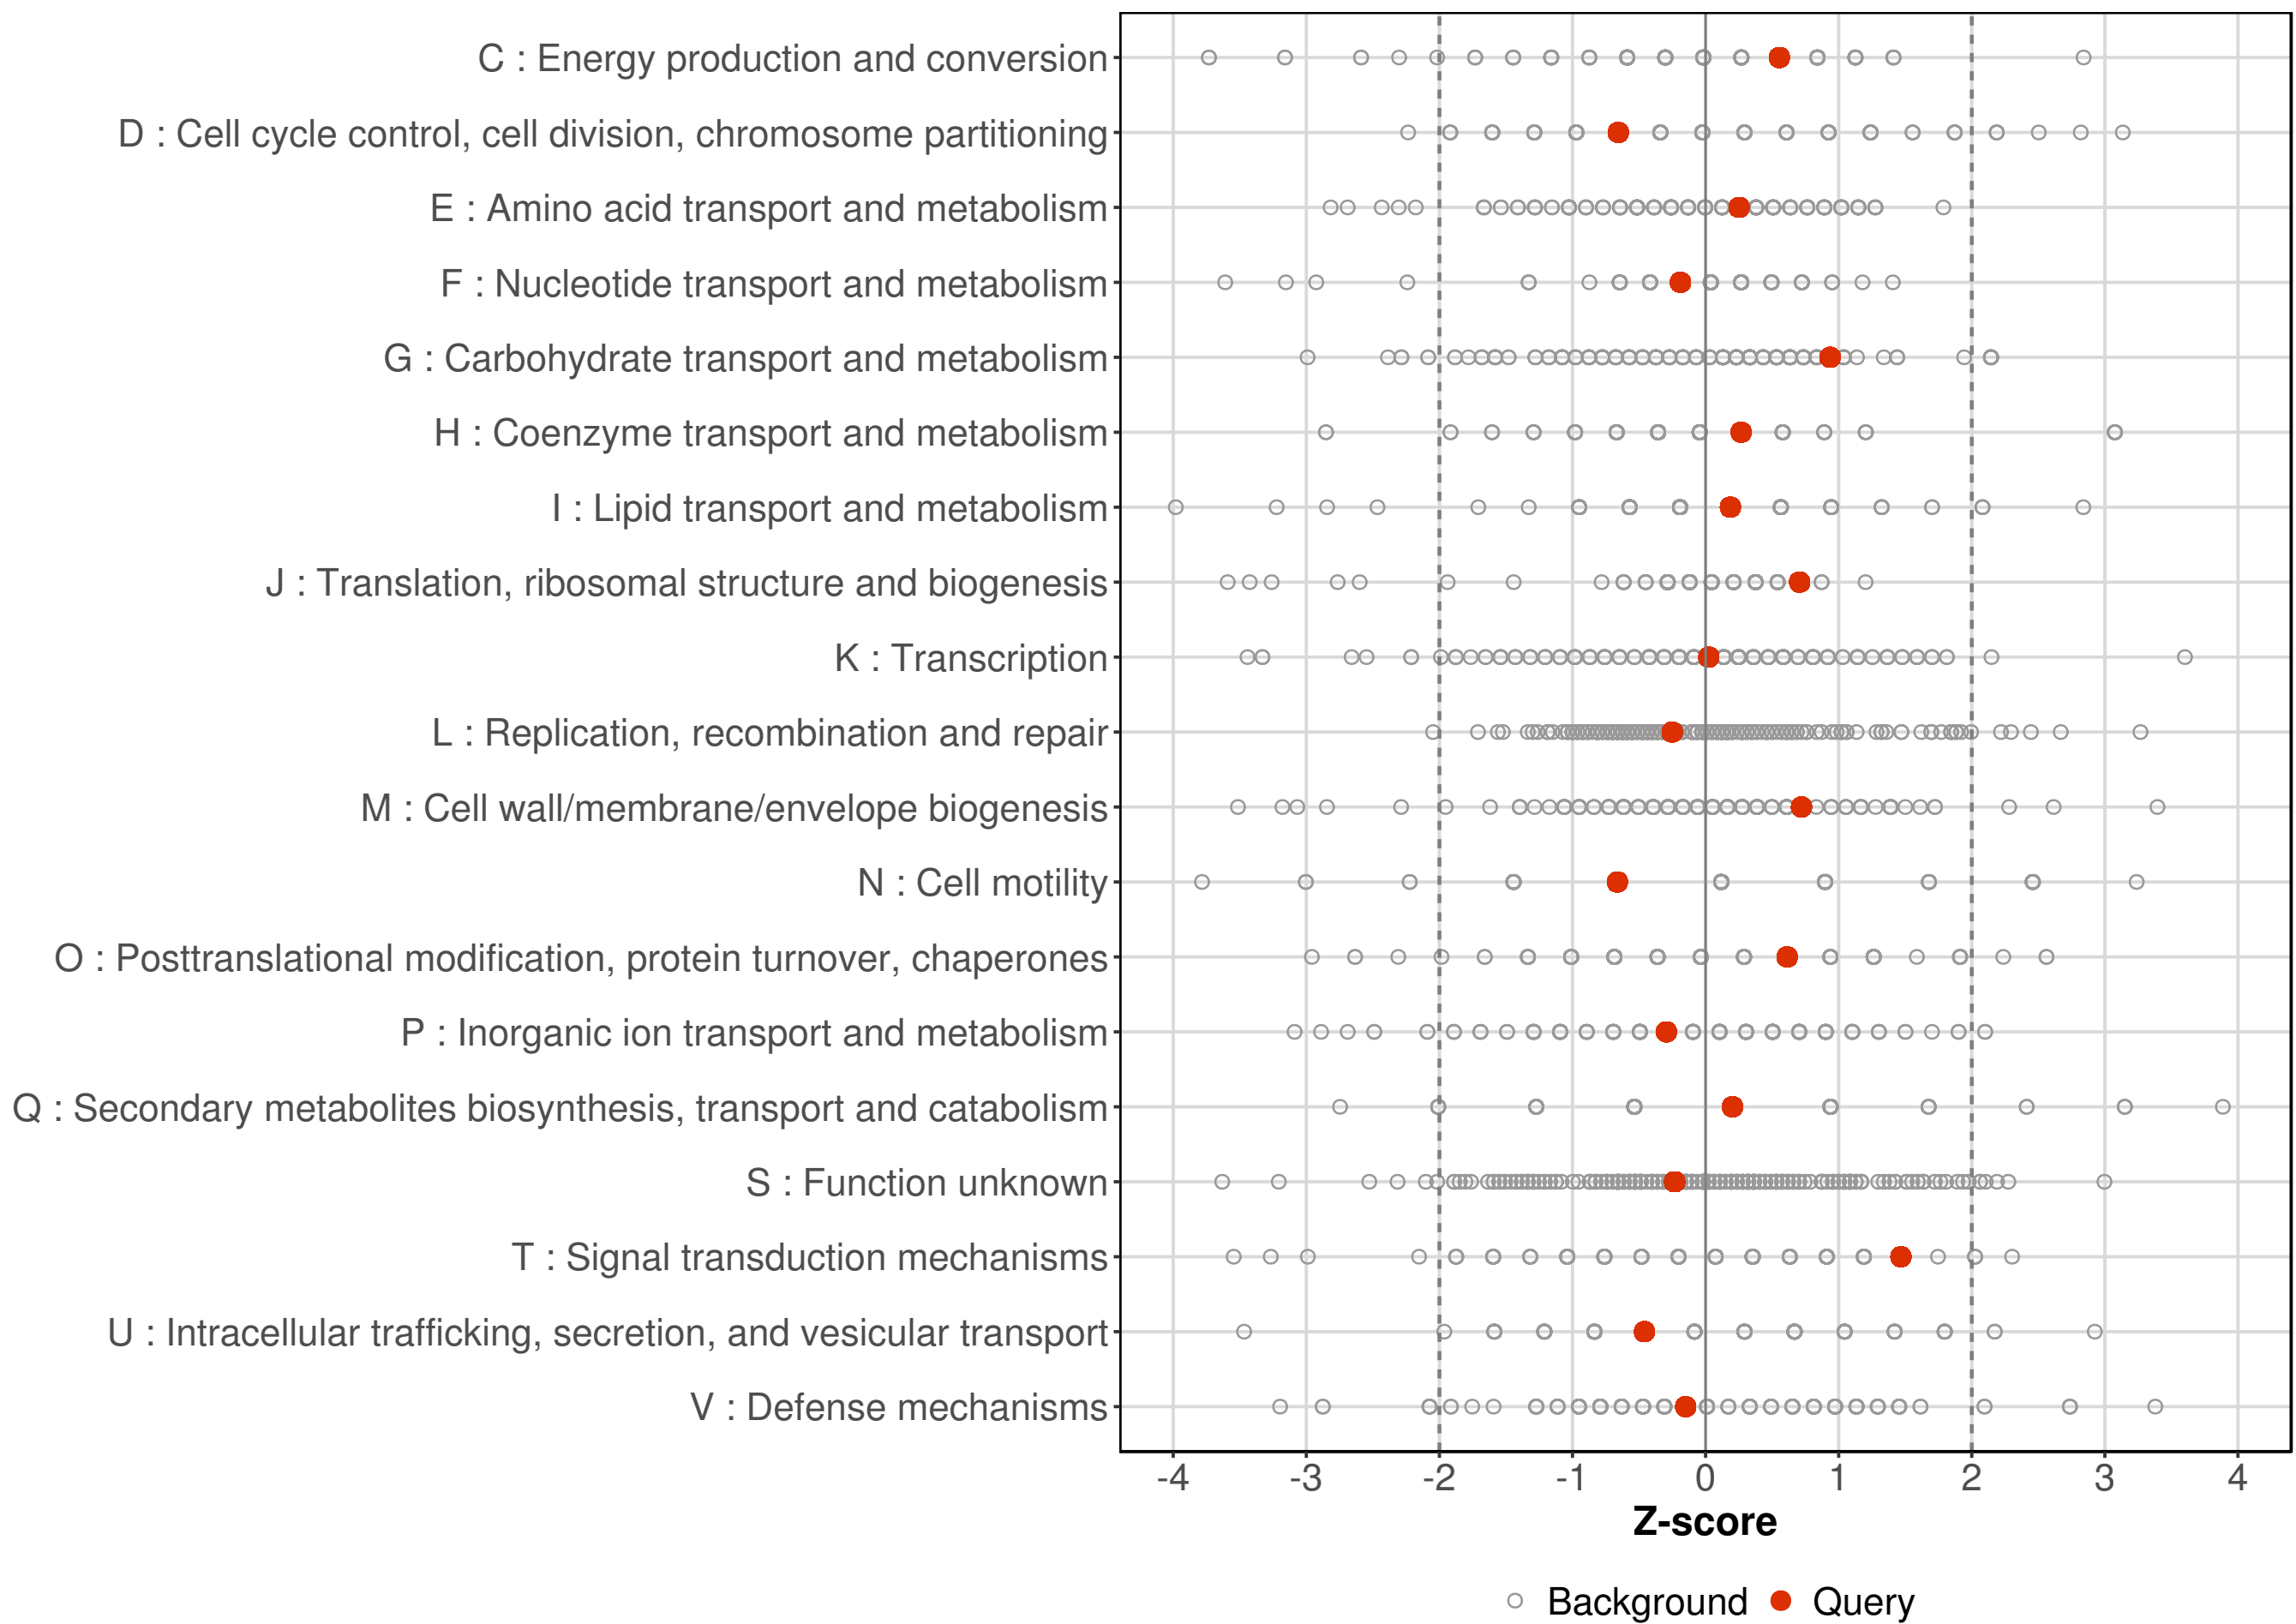 C : Energy production and conversion
D : Cell cycle control, cell division, chromosome partitioning
E : Amino acid transport and metabolism
F : Nucleotide transport and metabolism
G : Carbohydrate transport and metabolism
H : Coenzyme transport and metabolism
I : Lipid transport and metabolism
J : Translation, ribosomal structure and biogenesis
K : Transcription
L : Replication, recombination and repair
M : Cell wall/membrane/envelope biogenesis
N : Cell motility
O : Posttranslational modification, protein turnover, chaperones
P : Inorganic ion transport and metabolism
Q : Secondary metabolites biosynthesis, transport and catabolism
S : Function unknown
T : Signal transduction mechanisms
U : Intracellular trafficking, secretion, and vesicular transport
V : Defense mechanisms
-4 -3 -2 -1 0 1 2 3 4
Z-score
Background Query